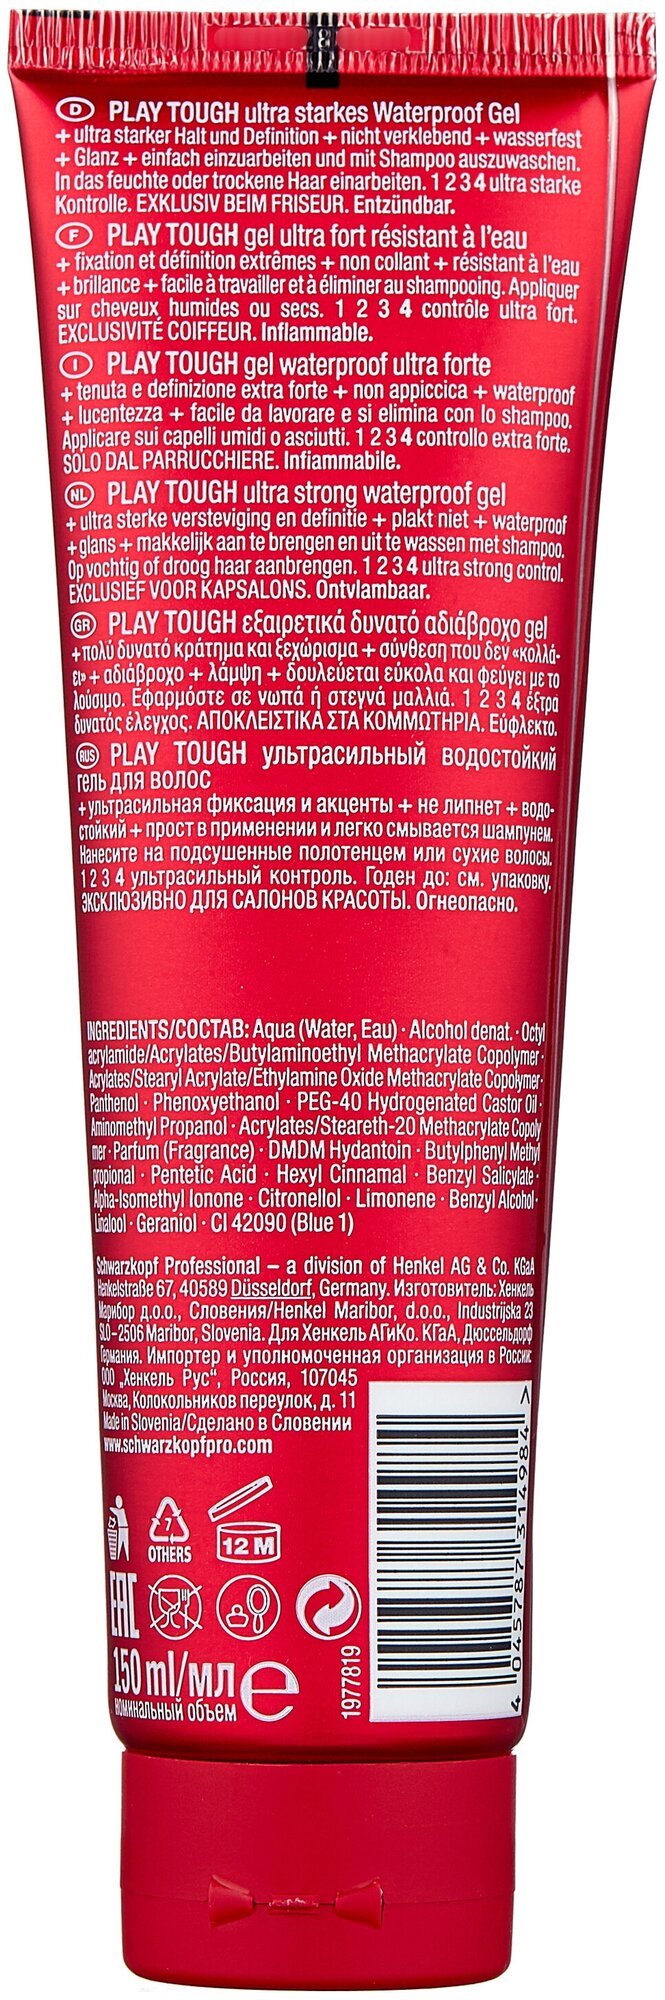 3
D PLAY TOUGH ultra starkes Waterproof Gel
+ ultra starker Halt und Definition + nicht verklebend + wasserfest
+ Glanz + einfach einzuarbeiten und mit Shampoo auszuwaschen.
In das feuchte oder trockene Haar einarbeiten. 1 2 3 4 ultra starke
Kontrolle. EXKLUSIV BEIM FRISEUR. Entzündbar.
F PLAY TOUGH gel ultra fort résistant à l'eau
+ fixation et définition extrêmes + non collant + résistant à l'eau
+ brillance + facile à travailler et à éliminer au shampooing. Appliquer
sur cheveux humides ou secs. 1 2 3 4 contrôle ultra fort.
EXCLUSIVITÉ COIFFEUR. Inflammable.
I PLAY TOUGH gel waterproof ultra forte
+ tenuta e definizione extra forte + non appiccica + waterproof
+ lucentezza + facile da lavorare e si elimina con lo shampoo.
Applicare sui capelli umidi o asciutti. 1 2 3 4 controllo extra forte.
SOLO DAL PARRUCCHIERE. Infiammabile.
NL PLAY TOUGH ultra strong waterproof gel
+ ultra sterke versteviging en definitie + plakt niet + waterproof
+ glans + makkelijk aan te brengen en uit te wassen met shampoo.
Op vochtig of droog haar aanbrengen. 1 2 3 4 ultra strong control.
EXCLUSIEF VOOR KAPSALONS. Ontvlambaar.
GR PLAY TOUGH εξαιρετικά δυνατό αδιάβροχο gel
+ πολύ δυνατό κράτημα και ξεχώρισμα + σύνθεση που δεν «κολλά-
ει» + αδιάβροχο + λάμψη + δουλεύεται εύκολα και φεύγει με το
λούσιμο. Εφαρμόστε σε νωπά ή στεγνά μαλλιά. 1 2 3 4 έξτρα
δυνατός έλεγχος. ΑΠΟΚΛΕΙΣΤΙΚΑ ΣΤΑ ΚΟΜΜΩΤΗΡΙΑ. Εύφλεκτο.
RUS PLAY TOUGH ультрасильный водостойкий
гель для волос
+ ультрасильная фиксация и акценты + не липнет + водо-
стойкий + прост в применении и легко смывается шампунем.
Нанесите на подсушенные полотенцем или сухие волосы.
1 2 3 4 ультрасильный контроль. Годен до: см. упаковку.
ЭКСКЛЮЗИВНО ДЛЯ САЛОНОВ КРАСОТЫ. Огнеопасно.
INGREDIENTS/СОСТАВ: Aqua (Water, Eau) · Alcohol denat. · Octyl
acrylamide/Acrylates/Butylaminoethyl Methacrylate Copolymer ·
Acrylates/Stearyl Acrylate/Ethylamine Oxide Methacrylate Copolymer ·
Panthenol · Phenoxyethanol · PEG-40 Hydrogenated Castor Oil ·
Aminomethyl Propanol · Acrylates/Steareth-20 Methacrylate Copoly
mer · Parfum (Fragrance) · DMDM Hydantoin · Butylphenyl Methyl
propional · Pentetic Acid · Hexyl Cinnamal · Benzyl Salicylate ·
Alpha-Isomethyl Ionone · Citronellol · Limonene · Benzyl Alcohol ·
Linalool · Geraniol · CI 42090 (Blue 1)
Schwarzkopf Professional – a division of Henkel AG & Co. KGaA
Henkelstraße 67, 40589 Düsseldorf, Germany. Изготовитель: Хенкель
Марибор д.о.о., Словения/Henkel Maribor, d.o.o., Industrijska 23
SLO-2506 Maribor, Slovenia. Для Хенкель АГиКо. КГаА, Дюссельдорф
Германия. Импортер и уполномоченная организация в России:
ООО „Хенкель Рус“, Россия, 107045
Москва, Колокольников переулок, д. 11
Made in Slovenia/Сделано в Словении
www.schwarzkopfpro.com
7
OTHERS
12 M
EAC
150 ml/мл e
номинальный объем
1977819
4 045787 314984 >